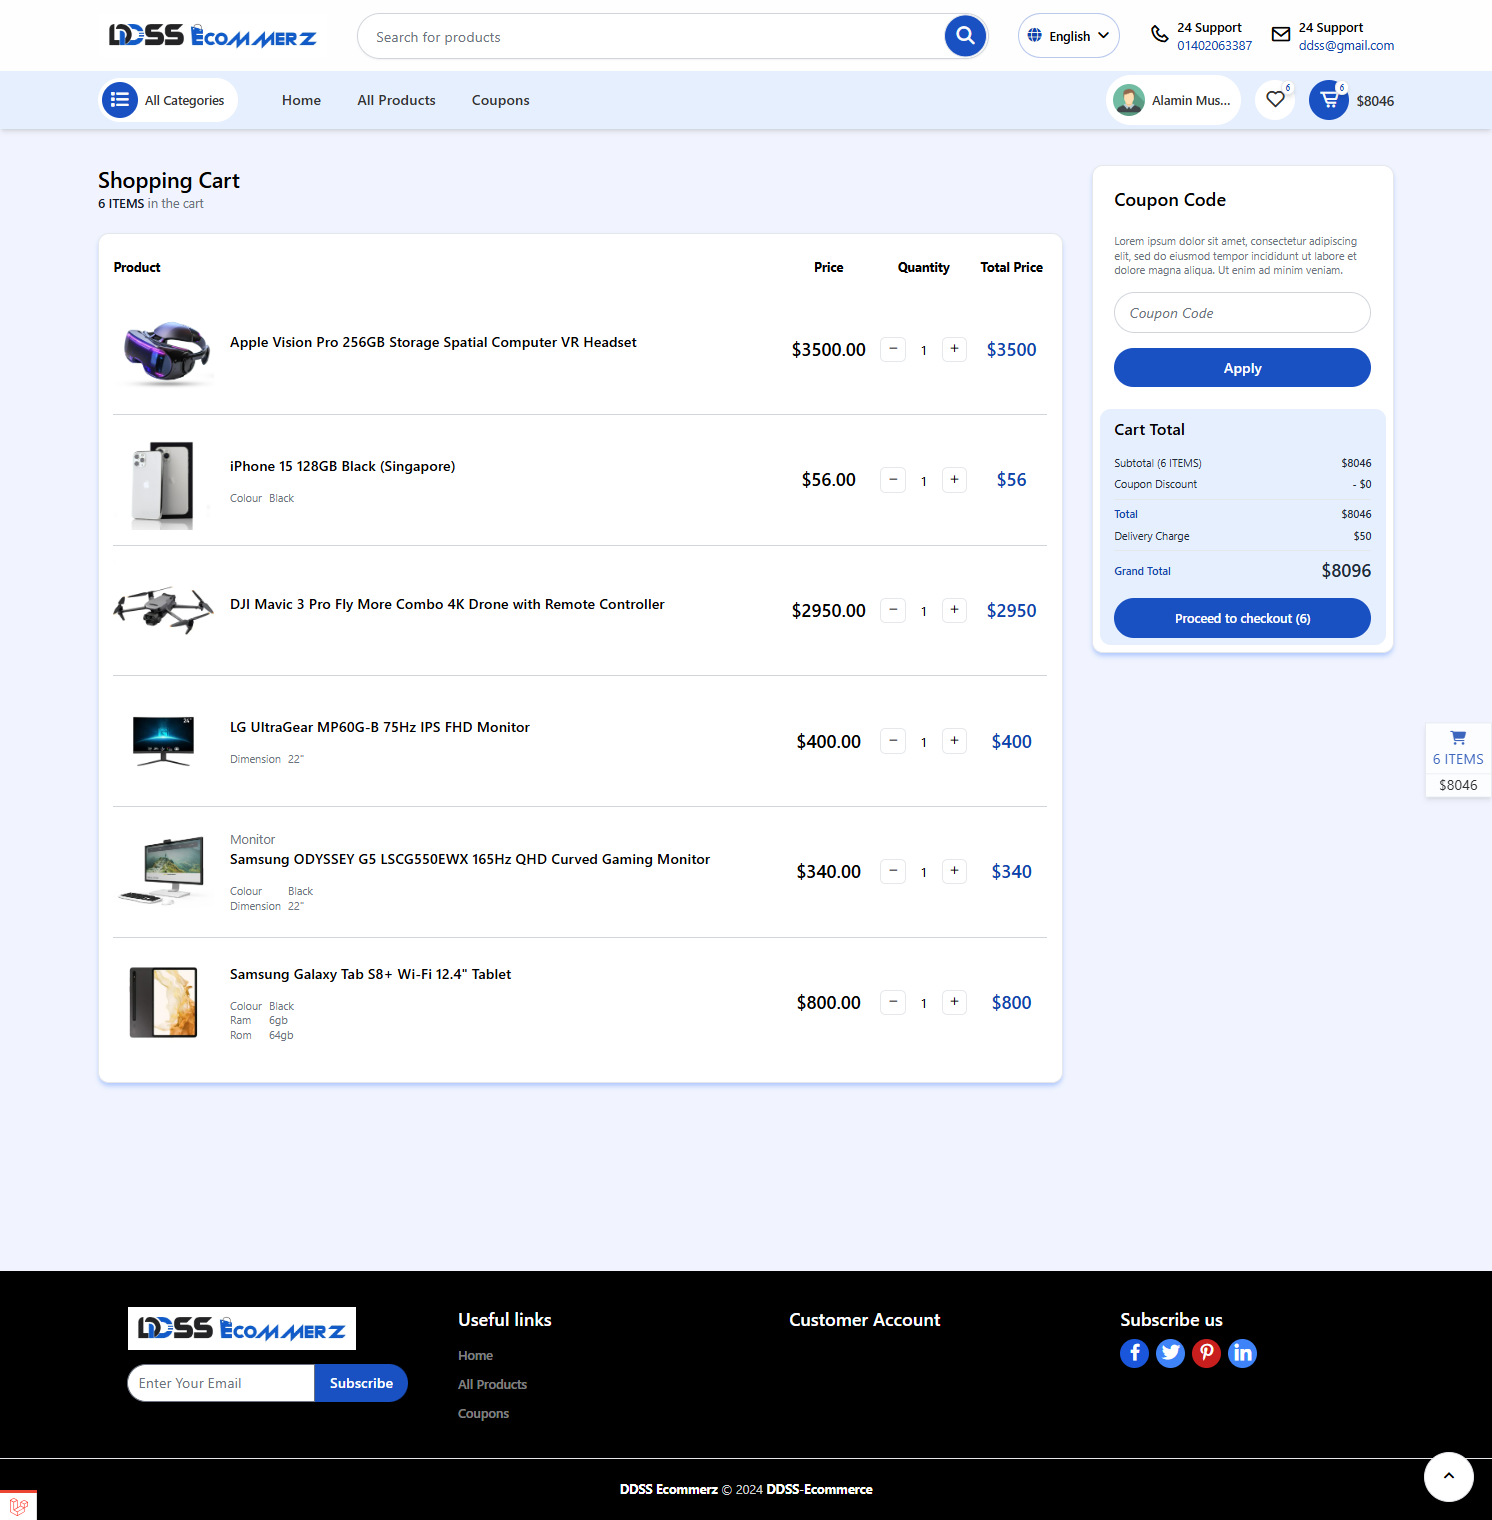 DDSS ECOMMERZ
Search for products
English
24 Support
01402063387
24 Support
ddss@gmail.com
All Categories
Home
All Products
Coupons
Alamin Mus...
6
6
$8046
Shopping Cart
6 ITEMS in the cart
Product
Price
Quantity
Total Price
Apple Vision Pro 256GB Storage Spatial Computer VR Headset
$3500.00
−
1
+
$3500
iPhone 15 128GB Black (Singapore)
Colour Black
$56.00
−
1
+
$56
DJI Mavic 3 Pro Fly More Combo 4K Drone with Remote Controller
$2950.00
−
1
+
$2950
24"
LG UltraGear MP60G-B 75Hz IPS FHD Monitor
Dimension 22"
$400.00
−
1
+
$400
Monitor
Samsung ODYSSEY G5 LSCG550EWX 165Hz QHD Curved Gaming Monitor
Colour Black
Dimension 22"
$340.00
−
1
+
$340
Samsung Galaxy Tab S8+ Wi-Fi 12.4" Tablet
Colour Black
Ram 6gb
Rom 64gb
$800.00
−
1
+
$800
Coupon Code
Lorem ipsum dolor sit amet, consectetur adipiscing
elit, sed do eiusmod tempor incididunt ut labore et
dolore magna aliqua. Ut enim ad minim veniam.
Coupon Code
Apply
Cart Total
Subtotal (6 ITEMS) $8046
Coupon Discount - $0
Total $8046
Delivery Charge $50
Grand Total $8096
Proceed to checkout (6)
6 ITEMS
$8046
DDSS ECOMMERZ
Enter Your Email
Subscribe
Useful links
Home
All Products
Coupons
Customer Account
Subscribe us
DDSS Ecommerz © 2024 DDSS-Ecommerce